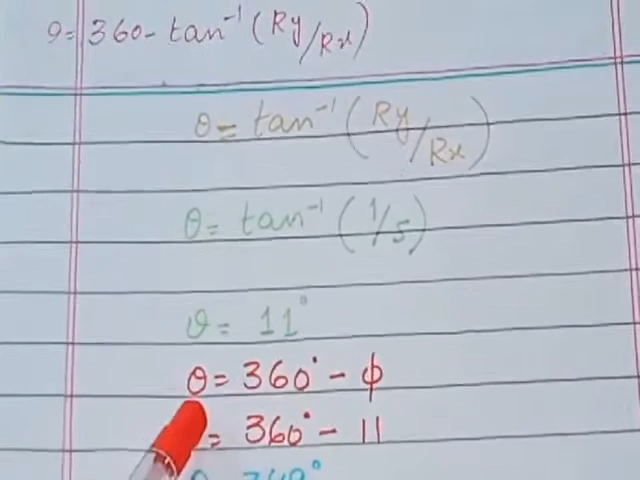 θ = 360 - tan⁻¹ (Ry/Rx)
θ = tan⁻¹ (Ry/Rx)
θ = tan⁻¹ (1/5)
θ = 11°
θ = 360° - ϕ
= 360° - 11